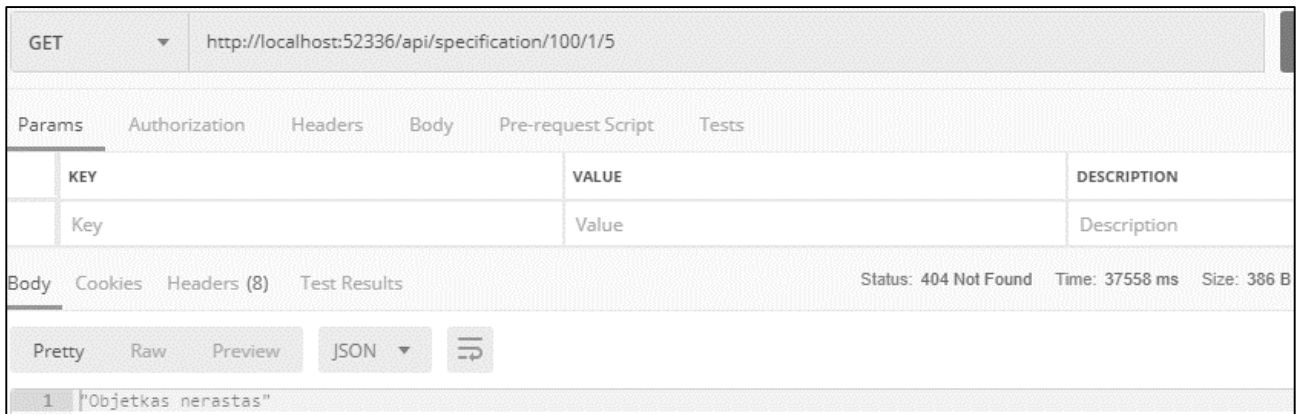 GET http://localhost:52336/api/specification/100/1/5
Params Authorization Headers Body Pre-request Script Tests
KEY VALUE DESCRIPTION
Key Value Description
Body Cookies Headers (8) Test Results Status: 404 Not Found Time: 37558 ms Size: 386 B
Pretty Raw Preview JSON
1 "Objetkas nerastas"